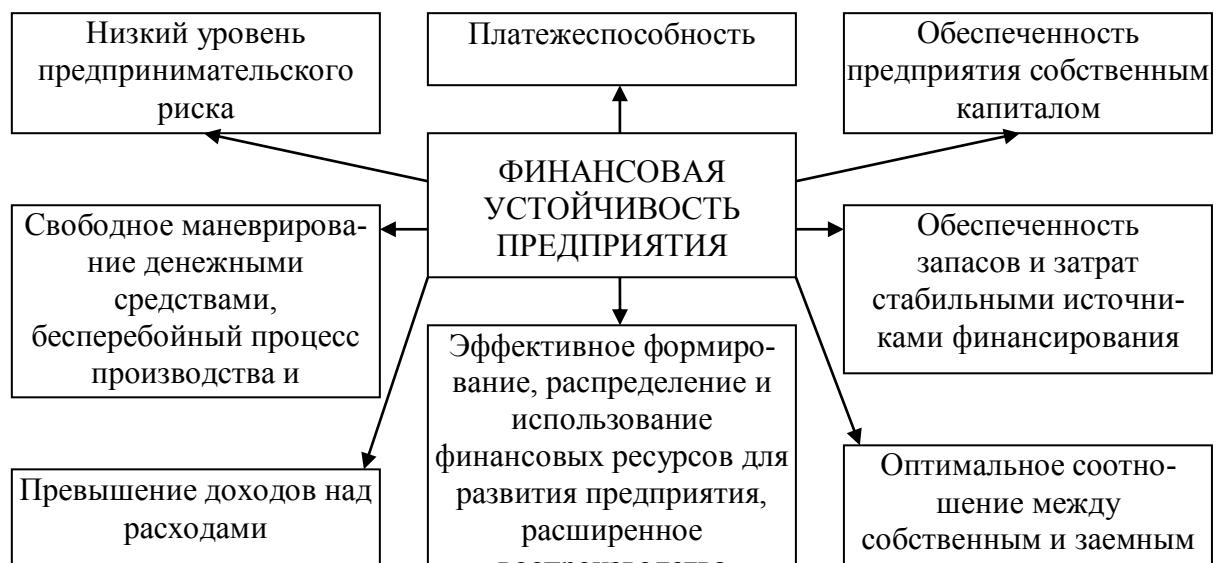 Низкий уровень
предпринимательского
риска
Платежеспособность
Обеспеченность
предприятия собственным
капиталом
ФИНАНСОВАЯ
УСТОЙЧИВОСТЬ
ПРЕДПРИЯТИЯ
Свободное маневрирова-
ние денежными
средствами,
бесперебойный процесс
производства и
Обеспеченность
запасов и затрат
стабильными источни-
ками финансирования
Превышение доходов над
расходами
Эффективное формиро-
вание, распределение и
использование
финансовых ресурсов для
развития предприятия,
расширенное
Оптимальное соотно-
шение между
собственным и заемным